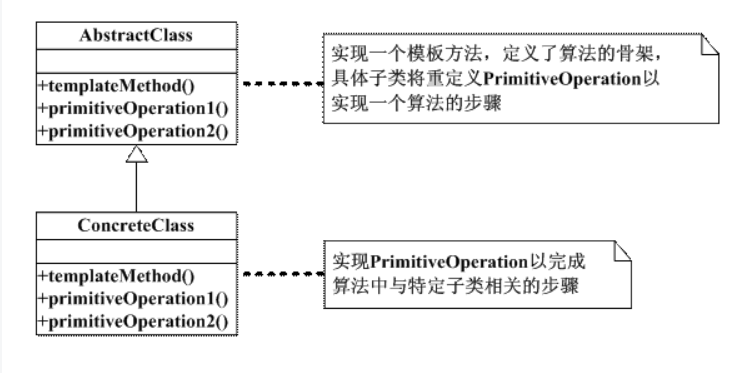 AbstractClass
+templateMethod()
+primitiveOperation1()
+primitiveOperation2()
实现一个模板方法，定义了算法的骨架，
具体子类将重定义PrimitiveOperation以
实现一个算法的步骤
ConcreteClass
+templateMethod()
+primitiveOperation1()
+primitiveOperation2()
实现PrimitiveOperation以完成
算法中与特定子类相关的步骤